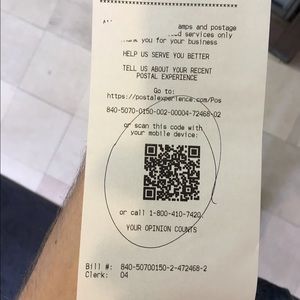 amps and postage
services only
you for your business
HELP US SERVE YOU BETTER
TELL US ABOUT YOUR RECENT
POSTAL EXPERIENCE
Go to:
https://postalexperience.com/Pos
840-5070-0150-002-00004-72468-02
or scan this code with
your mobile device:
or call 1-800-410-7420.
YOUR OPINION COUNTS
Bill #: 840-50700150-2-472468-2
Clerk: 04